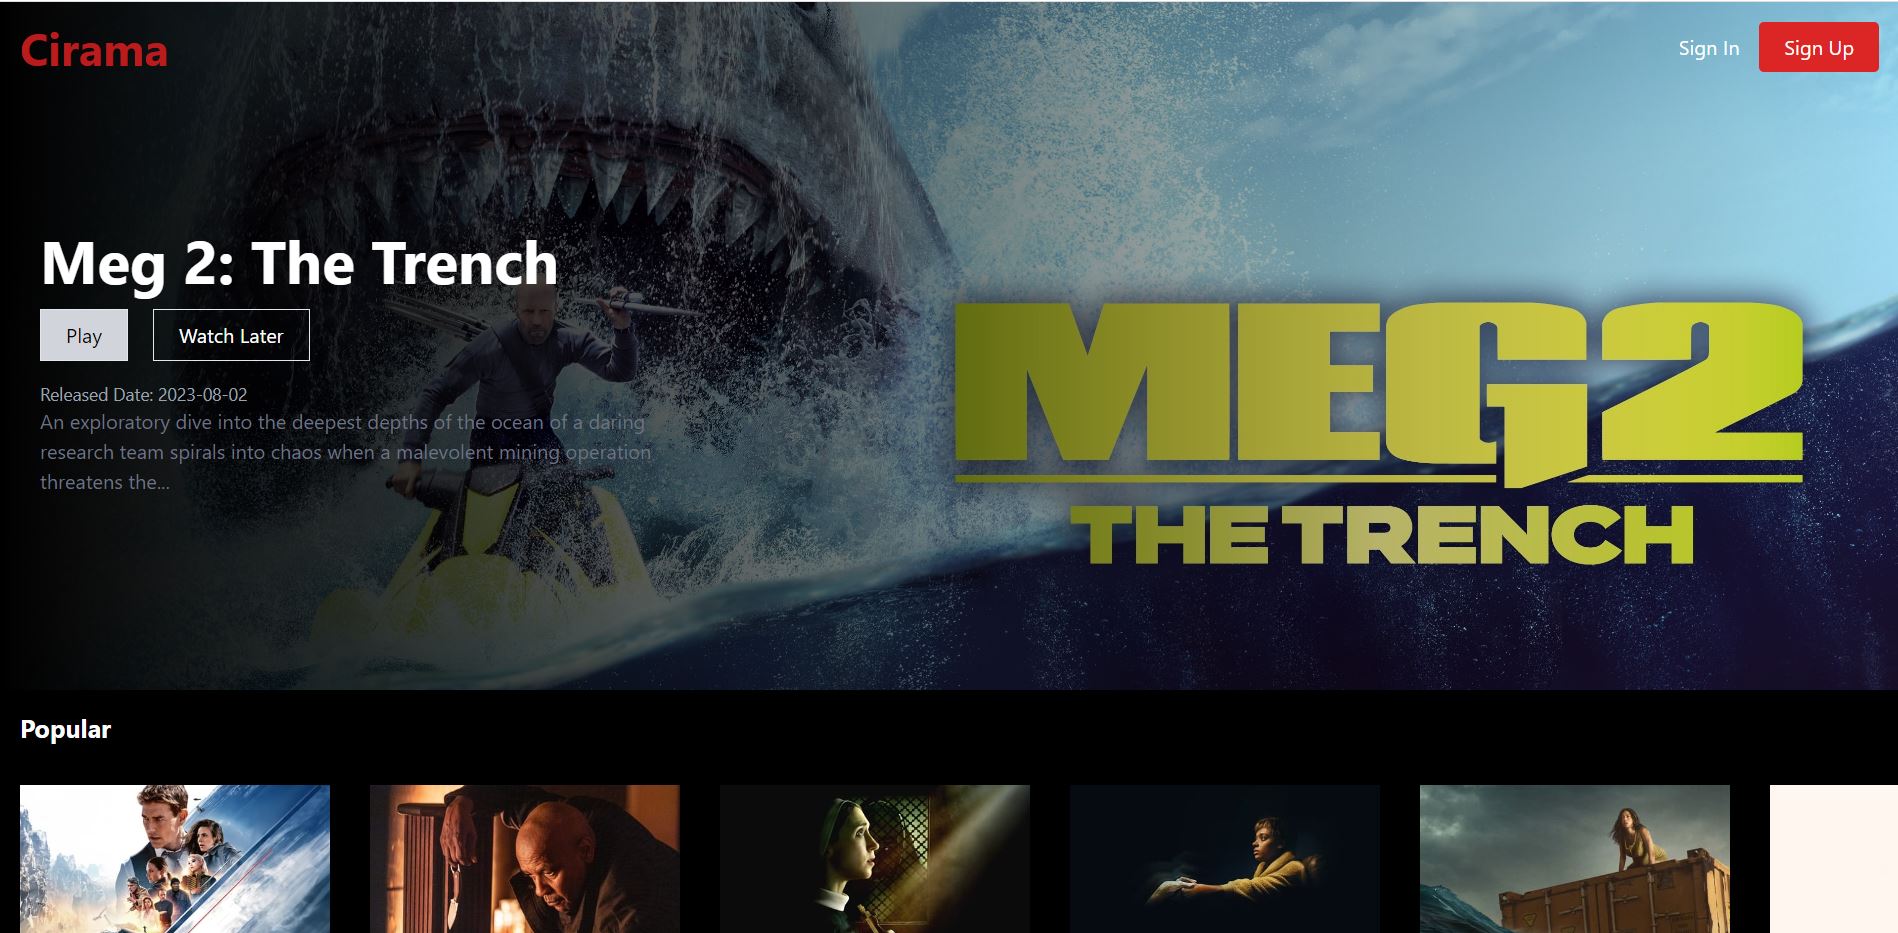 Cirama
Sign In
Sign Up
Meg 2: The Trench
Play
Watch Later
Released Date: 2023-08-02
An exploratory dive into the deepest depths of the ocean of a daring
research team spirals into chaos when a malevolent mining operation
threatens the...
MEG2
THE TRENCH
Popular